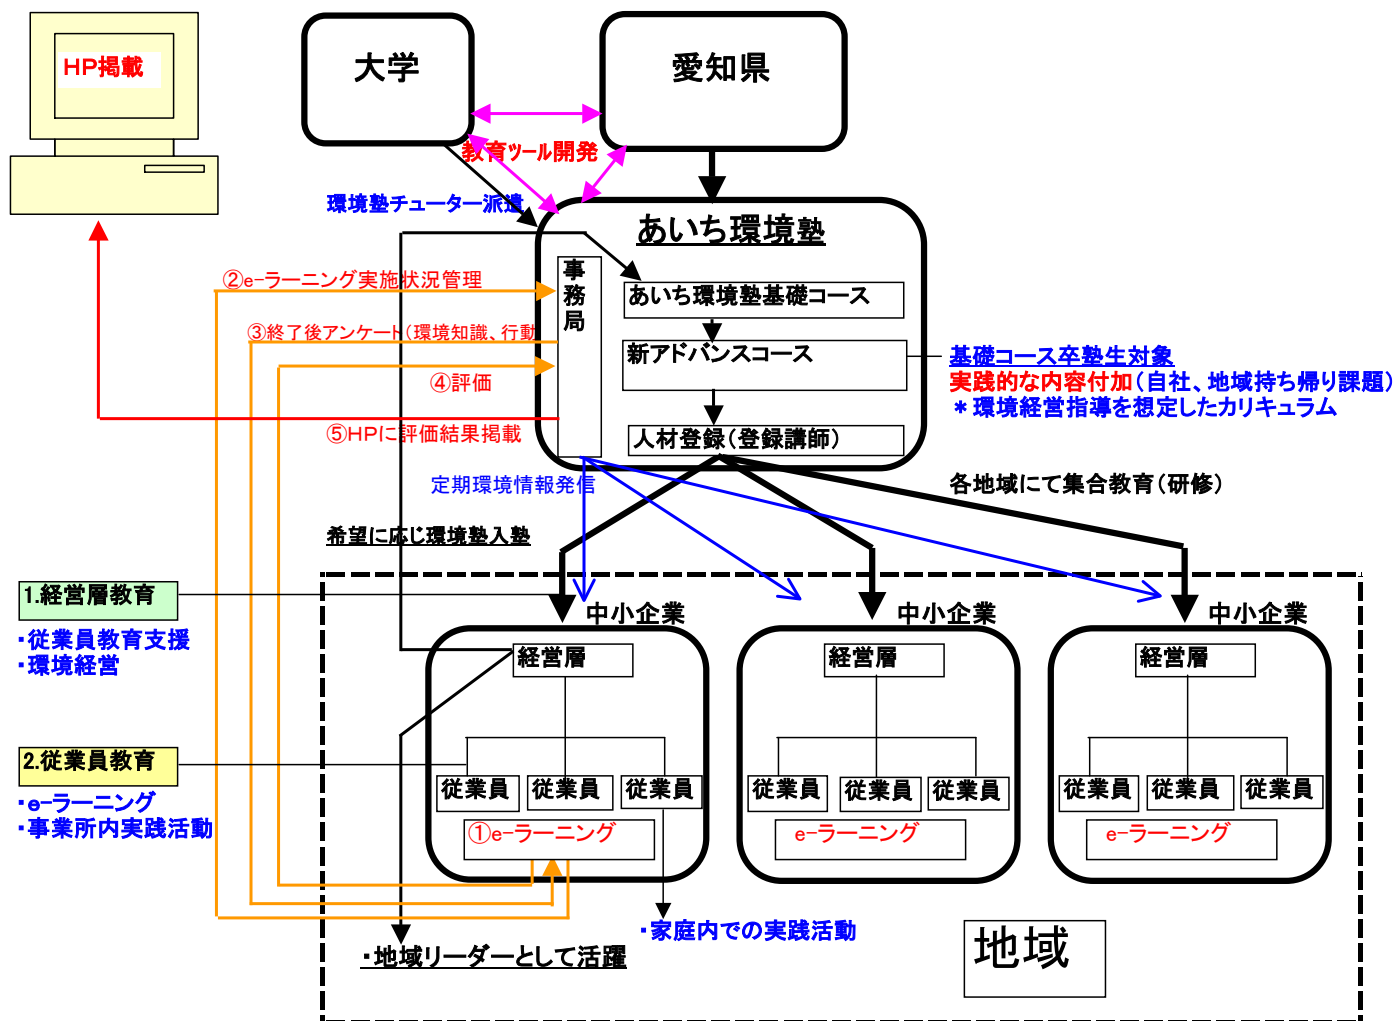 HP掲載
大学
愛知県
教育ツール開発
環境塾チューター派遣
あいち環境塾
事務局
②e-ラーニング実施状況管理
あいち環境塾基礎コース
③終了後アンケート(環境知識、行動
新アドバンスコース
基礎コース卒塾生対象
実践的な内容付加(自社、地域持ち帰り課題)
*環境経営指導を想定したカリキュラム
④評価
⑤HPに評価結果掲載
人材登録(登録講師)
定期環境情報発信
各地域にて集合教育(研修)
希望に応じ環境塾入塾
1.経営層教育
・従業員教育支援
・環境経営
中小企業
中小企業
中小企業
経営層
経営層
経営層
2.従業員教育
・e-ラーニング
・事業所内実践活動
従業員
従業員
従業員
従業員
従業員
従業員
従業員
従業員
従業員
①e-ラーニング
e-ラーニング
e-ラーニング
・家庭内での実践活動
・地域リーダーとして活躍
地域